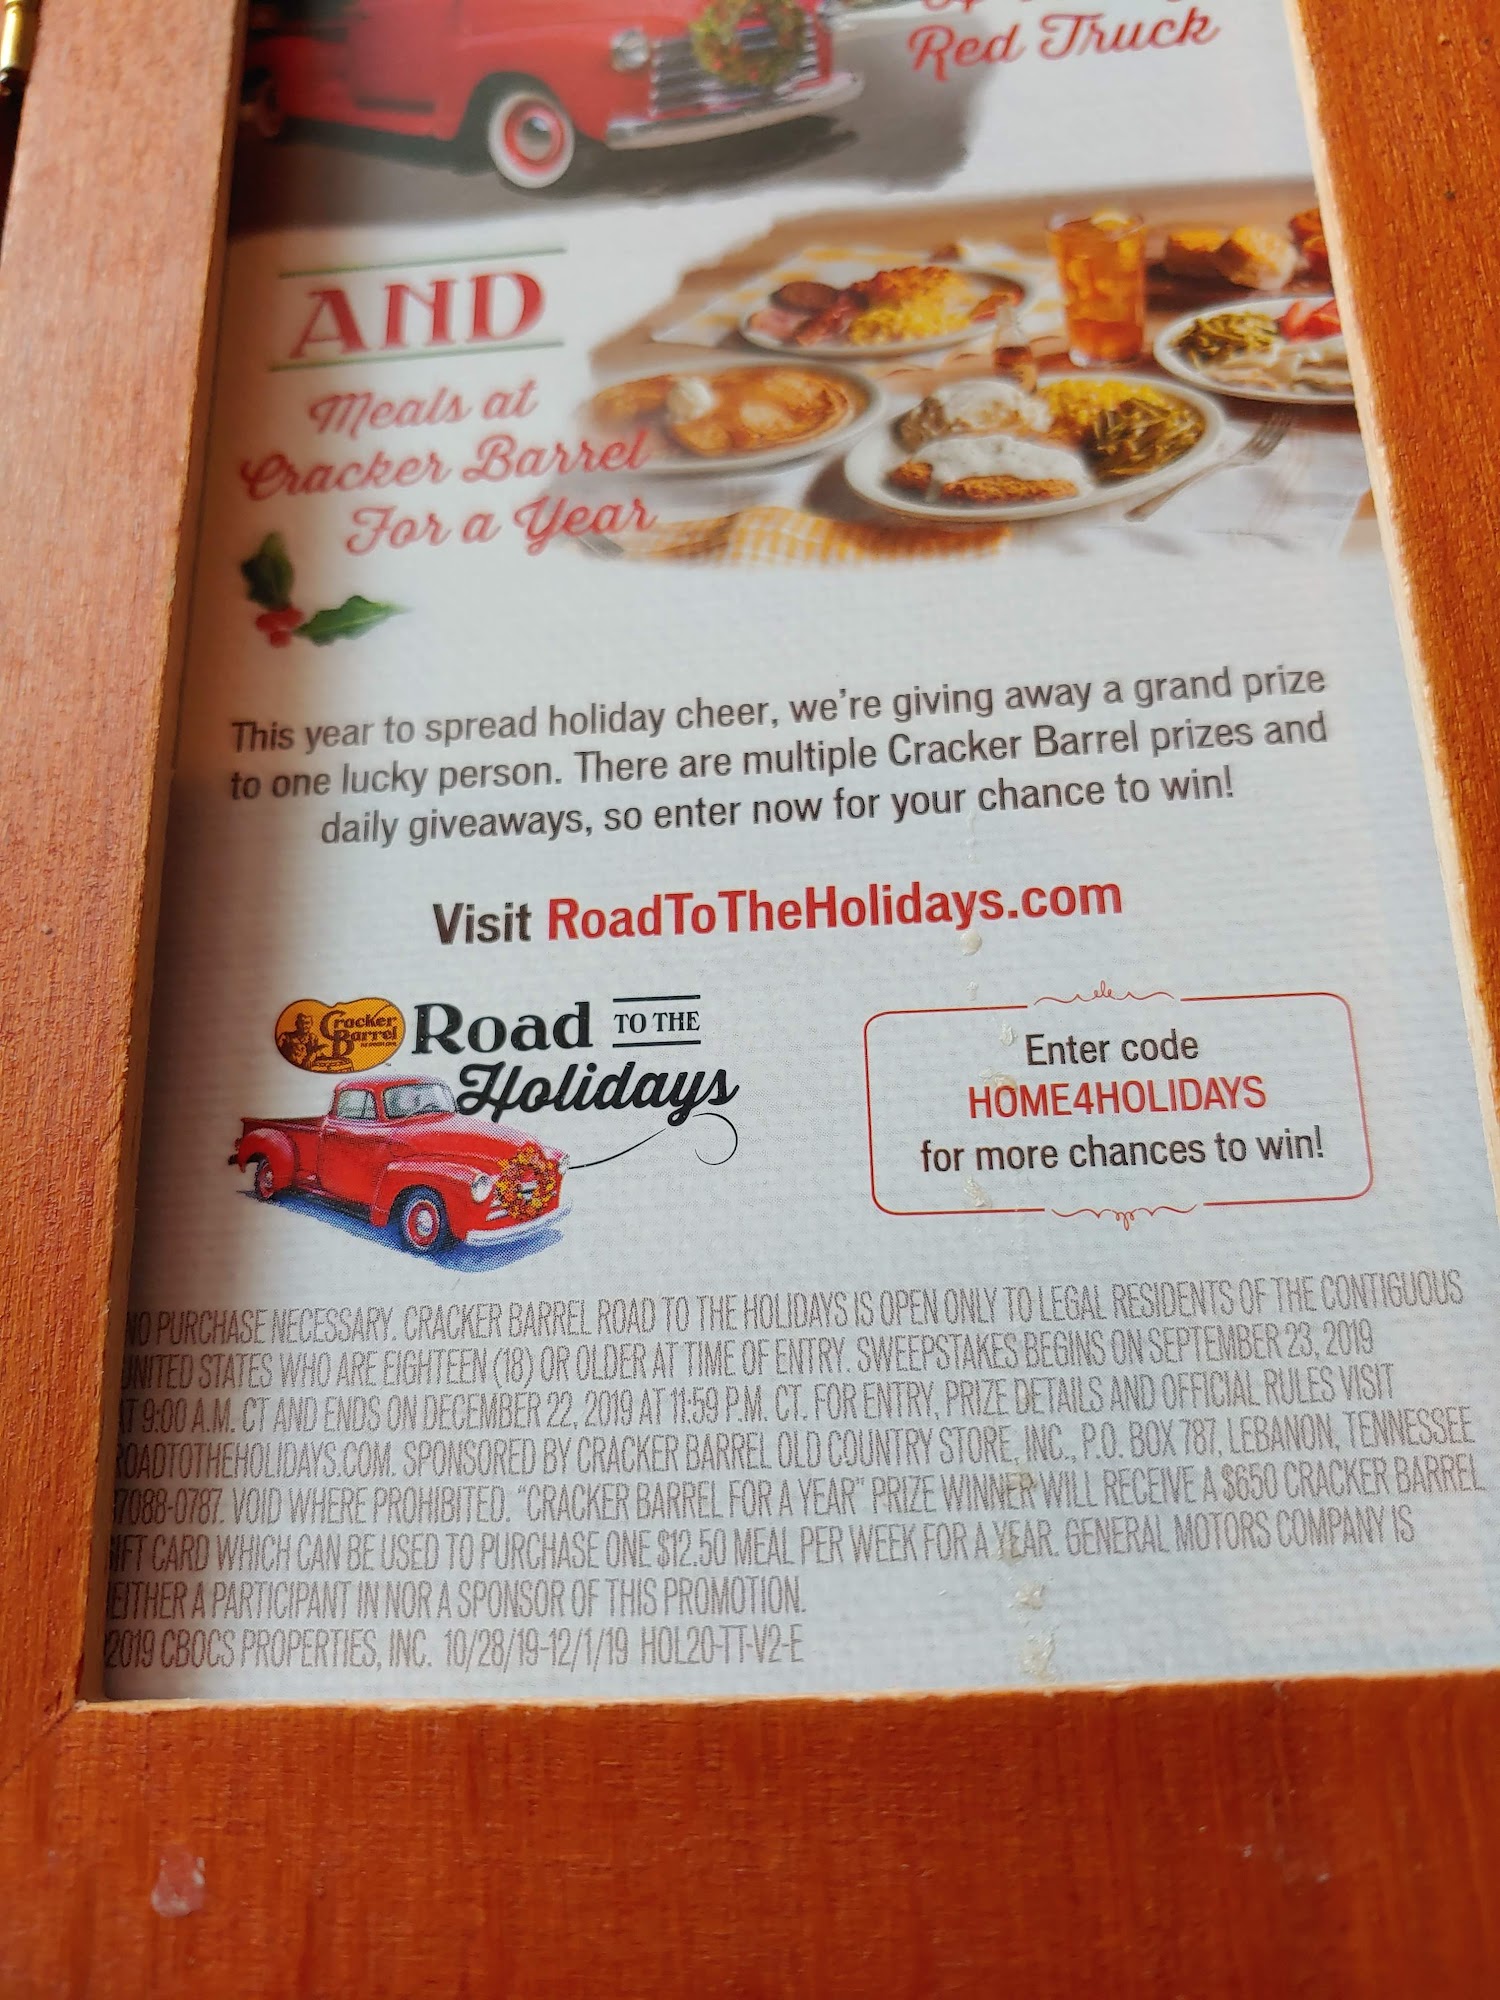 Red Truck
AND
Meals at
Cracker Barrel
For a Year
This year to spread holiday cheer, we're giving away a grand prize
to one lucky person. There are multiple Cracker Barrel prizes and
daily giveaways, so enter now for your chance to win!
Visit RoadToTheHolidays.com
Cracker
Barrel
Road TO THE
Holidays
Enter code
HOME4HOLIDAYS
for more chances to win!
NO PURCHASE NECESSARY. CRACKER BARREL ROAD TO THE HOLIDAYS IS OPEN ONLY TO LEGAL RESIDENTS OF THE CONTIGUOUS
UNITED STATES WHO ARE EIGHTEEN (18) OR OLDER AT TIME OF ENTRY. SWEEPSTAKES BEGINS ON SEPTEMBER 23, 2019
AT 9:00 A.M. CT AND ENDS ON DECEMBER 22, 2019 AT 11:59 P.M. CT. FOR ENTRY, PRIZE DETAILS AND OFFICIAL RULES VISIT
ROADTOTHEHOLIDAYS.COM. SPONSORED BY CRACKER BARREL OLD COUNTRY STORE, INC., P.O. BOX 787, LEBANON, TENNESSEE
37088-0787. VOID WHERE PROHIBITED. "CRACKER BARREL FOR A YEAR" PRIZE WINNER WILL RECEIVE A $650 CRACKER BARREL
GIFT CARD WHICH CAN BE USED TO PURCHASE ONE $12.50 MEAL PER WEEK FOR A YEAR. GENERAL MOTORS COMPANY IS
NEITHER A PARTICIPANT IN NOR A SPONSOR OF THIS PROMOTION.
2019 CBOCS PROPERTIES, INC. 10/28/19-12/1/19 HOL20-TT-V2-E